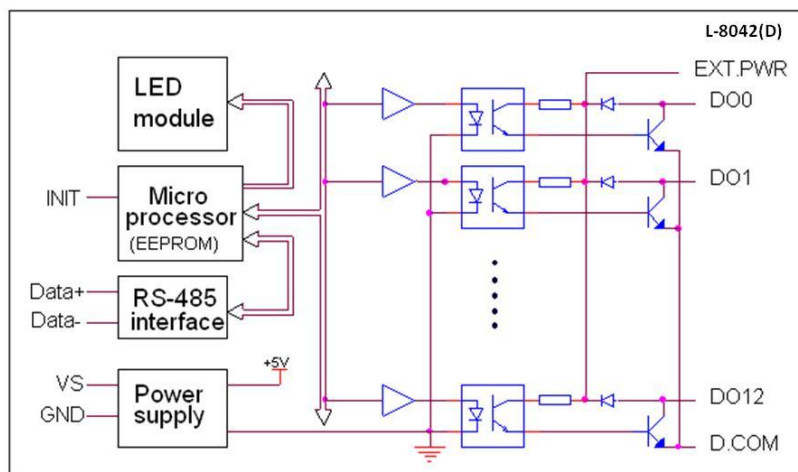 L-8042(D)
LED
module
EXT.PWR
DO0
INIT
Micro
processor
(EEPROM)
DO1
Data+
Data-
RS-485
interface
+5V
VS
GND
Power
supply
DO12
D.COM